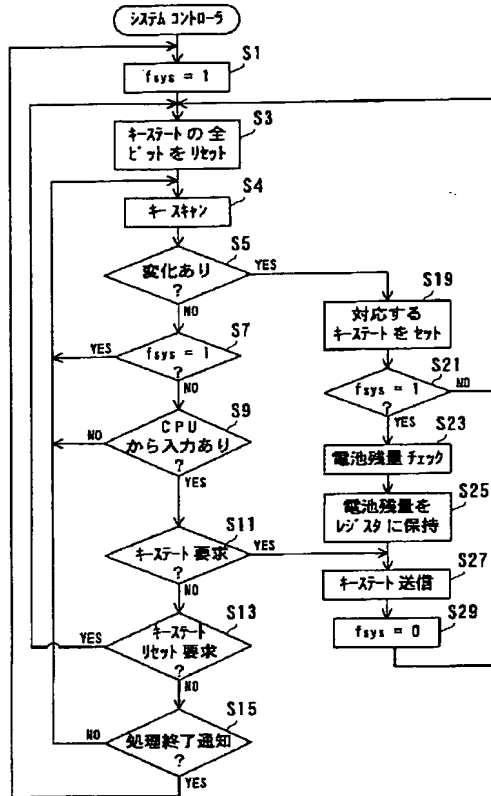 システム コントローラ
S1
fsys = 1
S3
キーステートの全
ビットをリセット
S4
キースキャン
S5
変化あり
?
YES
NO
S7
fsys = 1
?
YES
NO
S9
CPU
から入力あり
?
NO
YES
S11
キーステート要求
?
YES
NO
S13
キーステート
リセット要求
?
YES
NO
S15
処理終了通知
?
NO
YES
S19
対応する
キーステートをセット
S21
fsys = 1
?
NO
YES
S23
電池残量チェック
S25
電池残量を
レジスタに保持
S27
キーステート送信
S29
fsys = 0